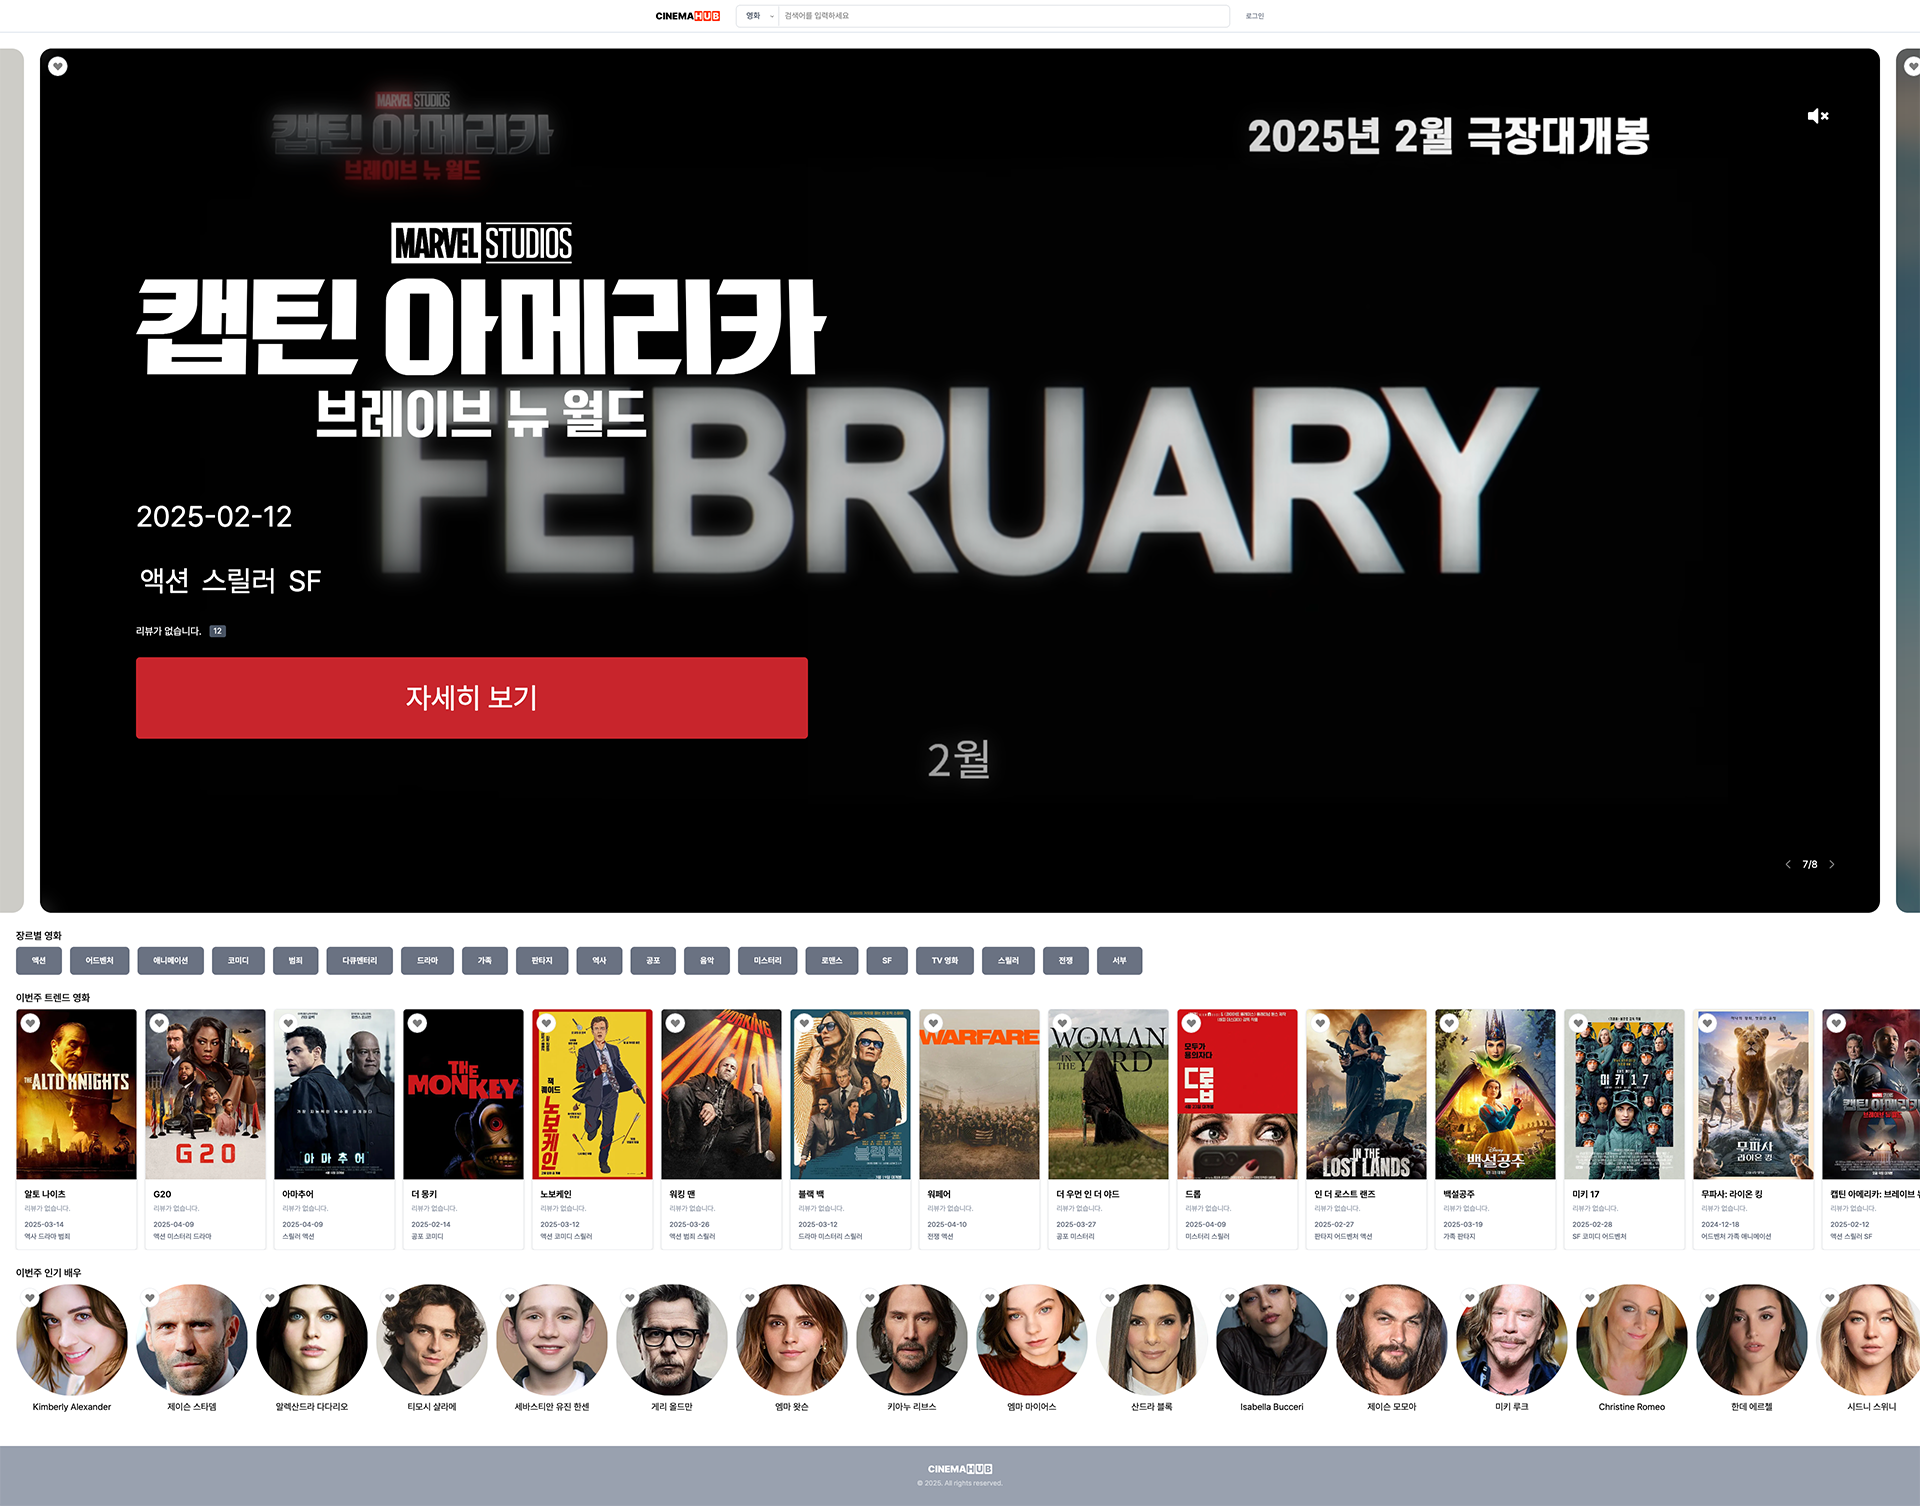 CINEMAHUB
영화
검색어를 입력하세요
로그인
MARVEL STUDIOS
캡틴 아메리카
브레이브 뉴 월드
2025년 2월 극장대개봉
MARVEL STUDIOS
캡틴 아메리카
브레이브 뉴 월드
FEBRUARY
2025-02-12
액션 스릴러 SF
리뷰가 없습니다. 12
자세히 보기
2월
7/8
장르별 영화
액션 어드벤처 애니메이션 코미디 범죄 다큐멘터리 드라마 가족 판타지 역사 공포 음악 미스터리 로맨스 SF TV 영화 스릴러 전쟁 서부
이번주 트렌드 영화
THE ALTO KNIGHTS
G20
아마추어
THE MONKEY
노보케인
WORKING MAN
블랙 백
WARFARE
WOMAN IN THE YARD
모두가 용의자다
드롭
IN THE LOST LANDS
백설공주
미키 17
무파사
라이온 킹
캡틴 아메리카
브레이브 뉴 월드
알토 나이츠
리뷰가 없습니다.
2025-03-14
역사 드라마 범죄
G20
리뷰가 없습니다.
2025-04-09
액션 미스터리 드라마
아마추어
리뷰가 없습니다.
2025-04-09
스릴러 액션
더 몽키
리뷰가 없습니다.
2025-02-14
공포 코미디
노보케인
리뷰가 없습니다.
2025-03-12
액션 코미디 스릴러
워킹 맨
리뷰가 없습니다.
2025-03-26
액션 범죄 스릴러
블랙 백
리뷰가 없습니다.
2025-03-12
드라마 미스터리 스릴러
워페어
리뷰가 없습니다.
2025-04-10
전쟁 액션
더 우먼 인 더 야드
리뷰가 없습니다.
2025-03-27
공포 미스터리
드롭
리뷰가 없습니다.
2025-04-09
미스터리 스릴러
인 더 로스트 랜즈
리뷰가 없습니다.
2025-02-27
판타지 어드벤처 액션
백설공주
리뷰가 없습니다.
2025-03-19
가족 판타지
미키 17
리뷰가 없습니다.
2025-02-28
SF 코미디 어드벤처
무파사: 라이온 킹
리뷰가 없습니다.
2024-12-18
어드벤처 가족 애니메이션
캡틴 아메리카: 브레이브
리뷰가 없습니다.
2025-02-12
액션 스릴러 SF
이번주 인기 배우
Kimberly Alexander
제이슨 스타뎀
알렉산드라 다다리오
티모시 샬라메
세바스티안 유진 한센
게리 올드만
엠마 왓슨
키아누 리브스
엠마 마이어스
산드라 블록
Isabella Bucceri
제이슨 모모아
미키 루크
Christine Romeo
한데 에르첼
시드니 스위니
CINEMAHUB
© 2025. All rights reserved.